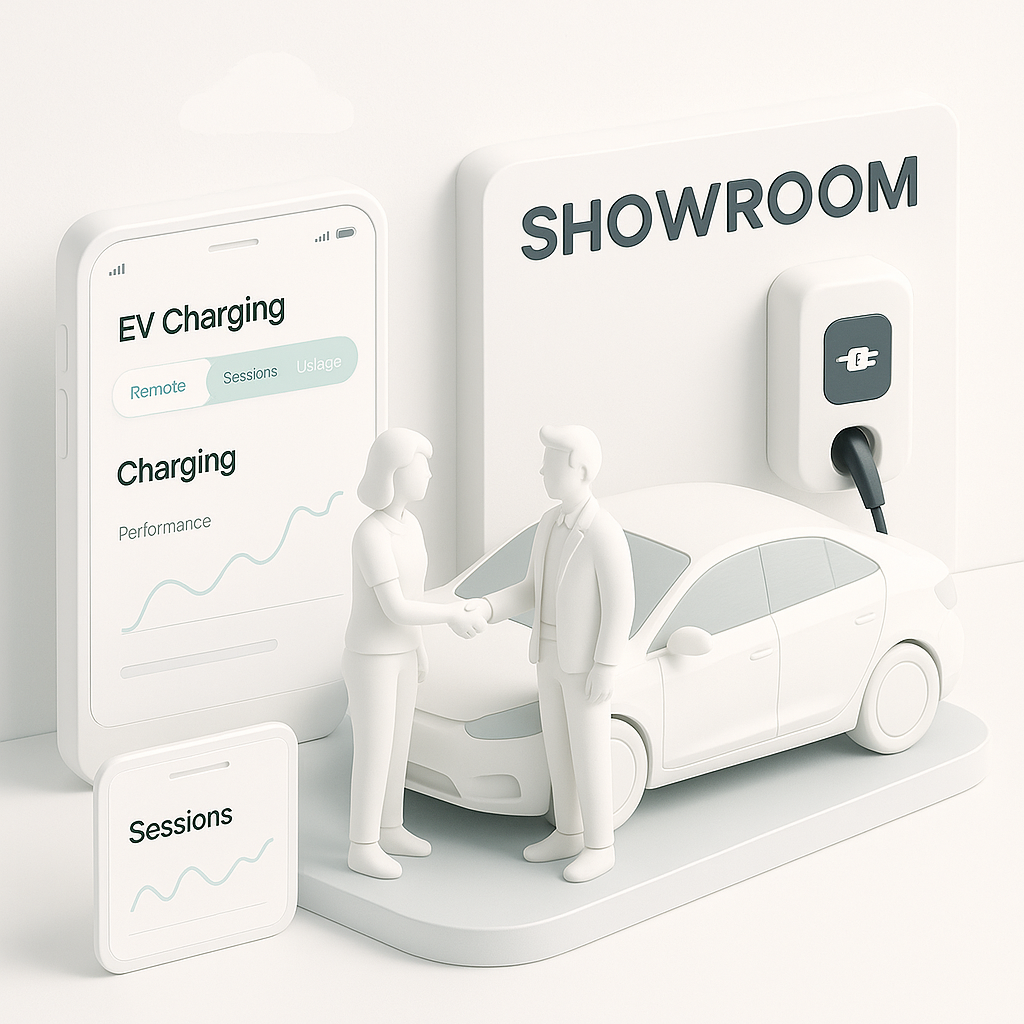 SHOWROOM
EV Charging
Remote Sessions Uslage
Charging
Performance
Sessions